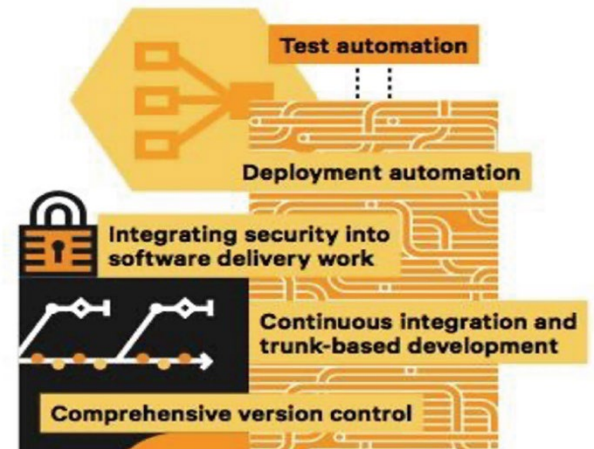 Test automation
Deployment automation
Integrating security into
software delivery work
Continuous integration and
trunk-based development
Comprehensive version control